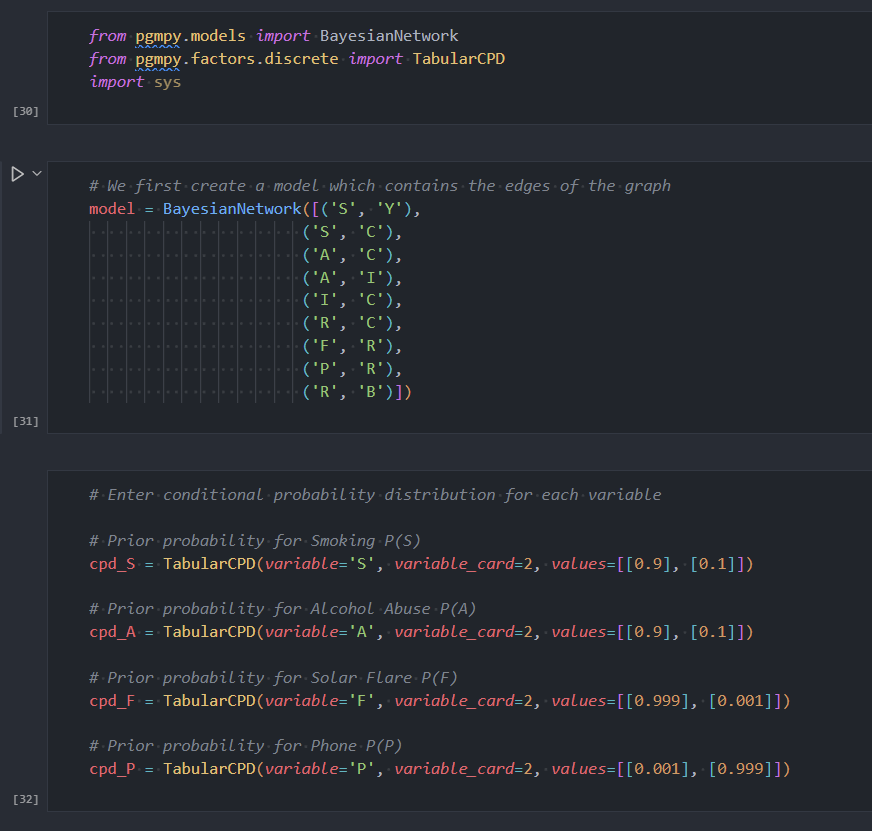 from pgmpy.models import BayesianNetwork
from pgmpy.factors.discrete import TabularCPD
import sys
[30]
# We first create a model which contains the edges of the graph
model = BayesianNetwork([('S', 'Y'),
('S', 'C'),
('A', 'C'),
('A', 'I'),
('I', 'C'),
('R', 'C'),
('F', 'R'),
('P', 'R'),
('R', 'B')])
[31]
# Enter conditional probability distribution for each variable
# Prior probability for Smoking P(S)
cpd_S = TabularCPD(variable='S', variable_card=2, values=[[0.9], [0.1]])
# Prior probability for Alcohol Abuse P(A)
cpd_A = TabularCPD(variable='A', variable_card=2, values=[[0.9], [0.1]])
# Prior probability for Solar Flare P(F)
cpd_F = TabularCPD(variable='F', variable_card=2, values=[[0.999], [0.001]])
# Prior probability for Phone P(P)
cpd_P = TabularCPD(variable='P', variable_card=2, values=[[0.001], [0.999]])
[32]